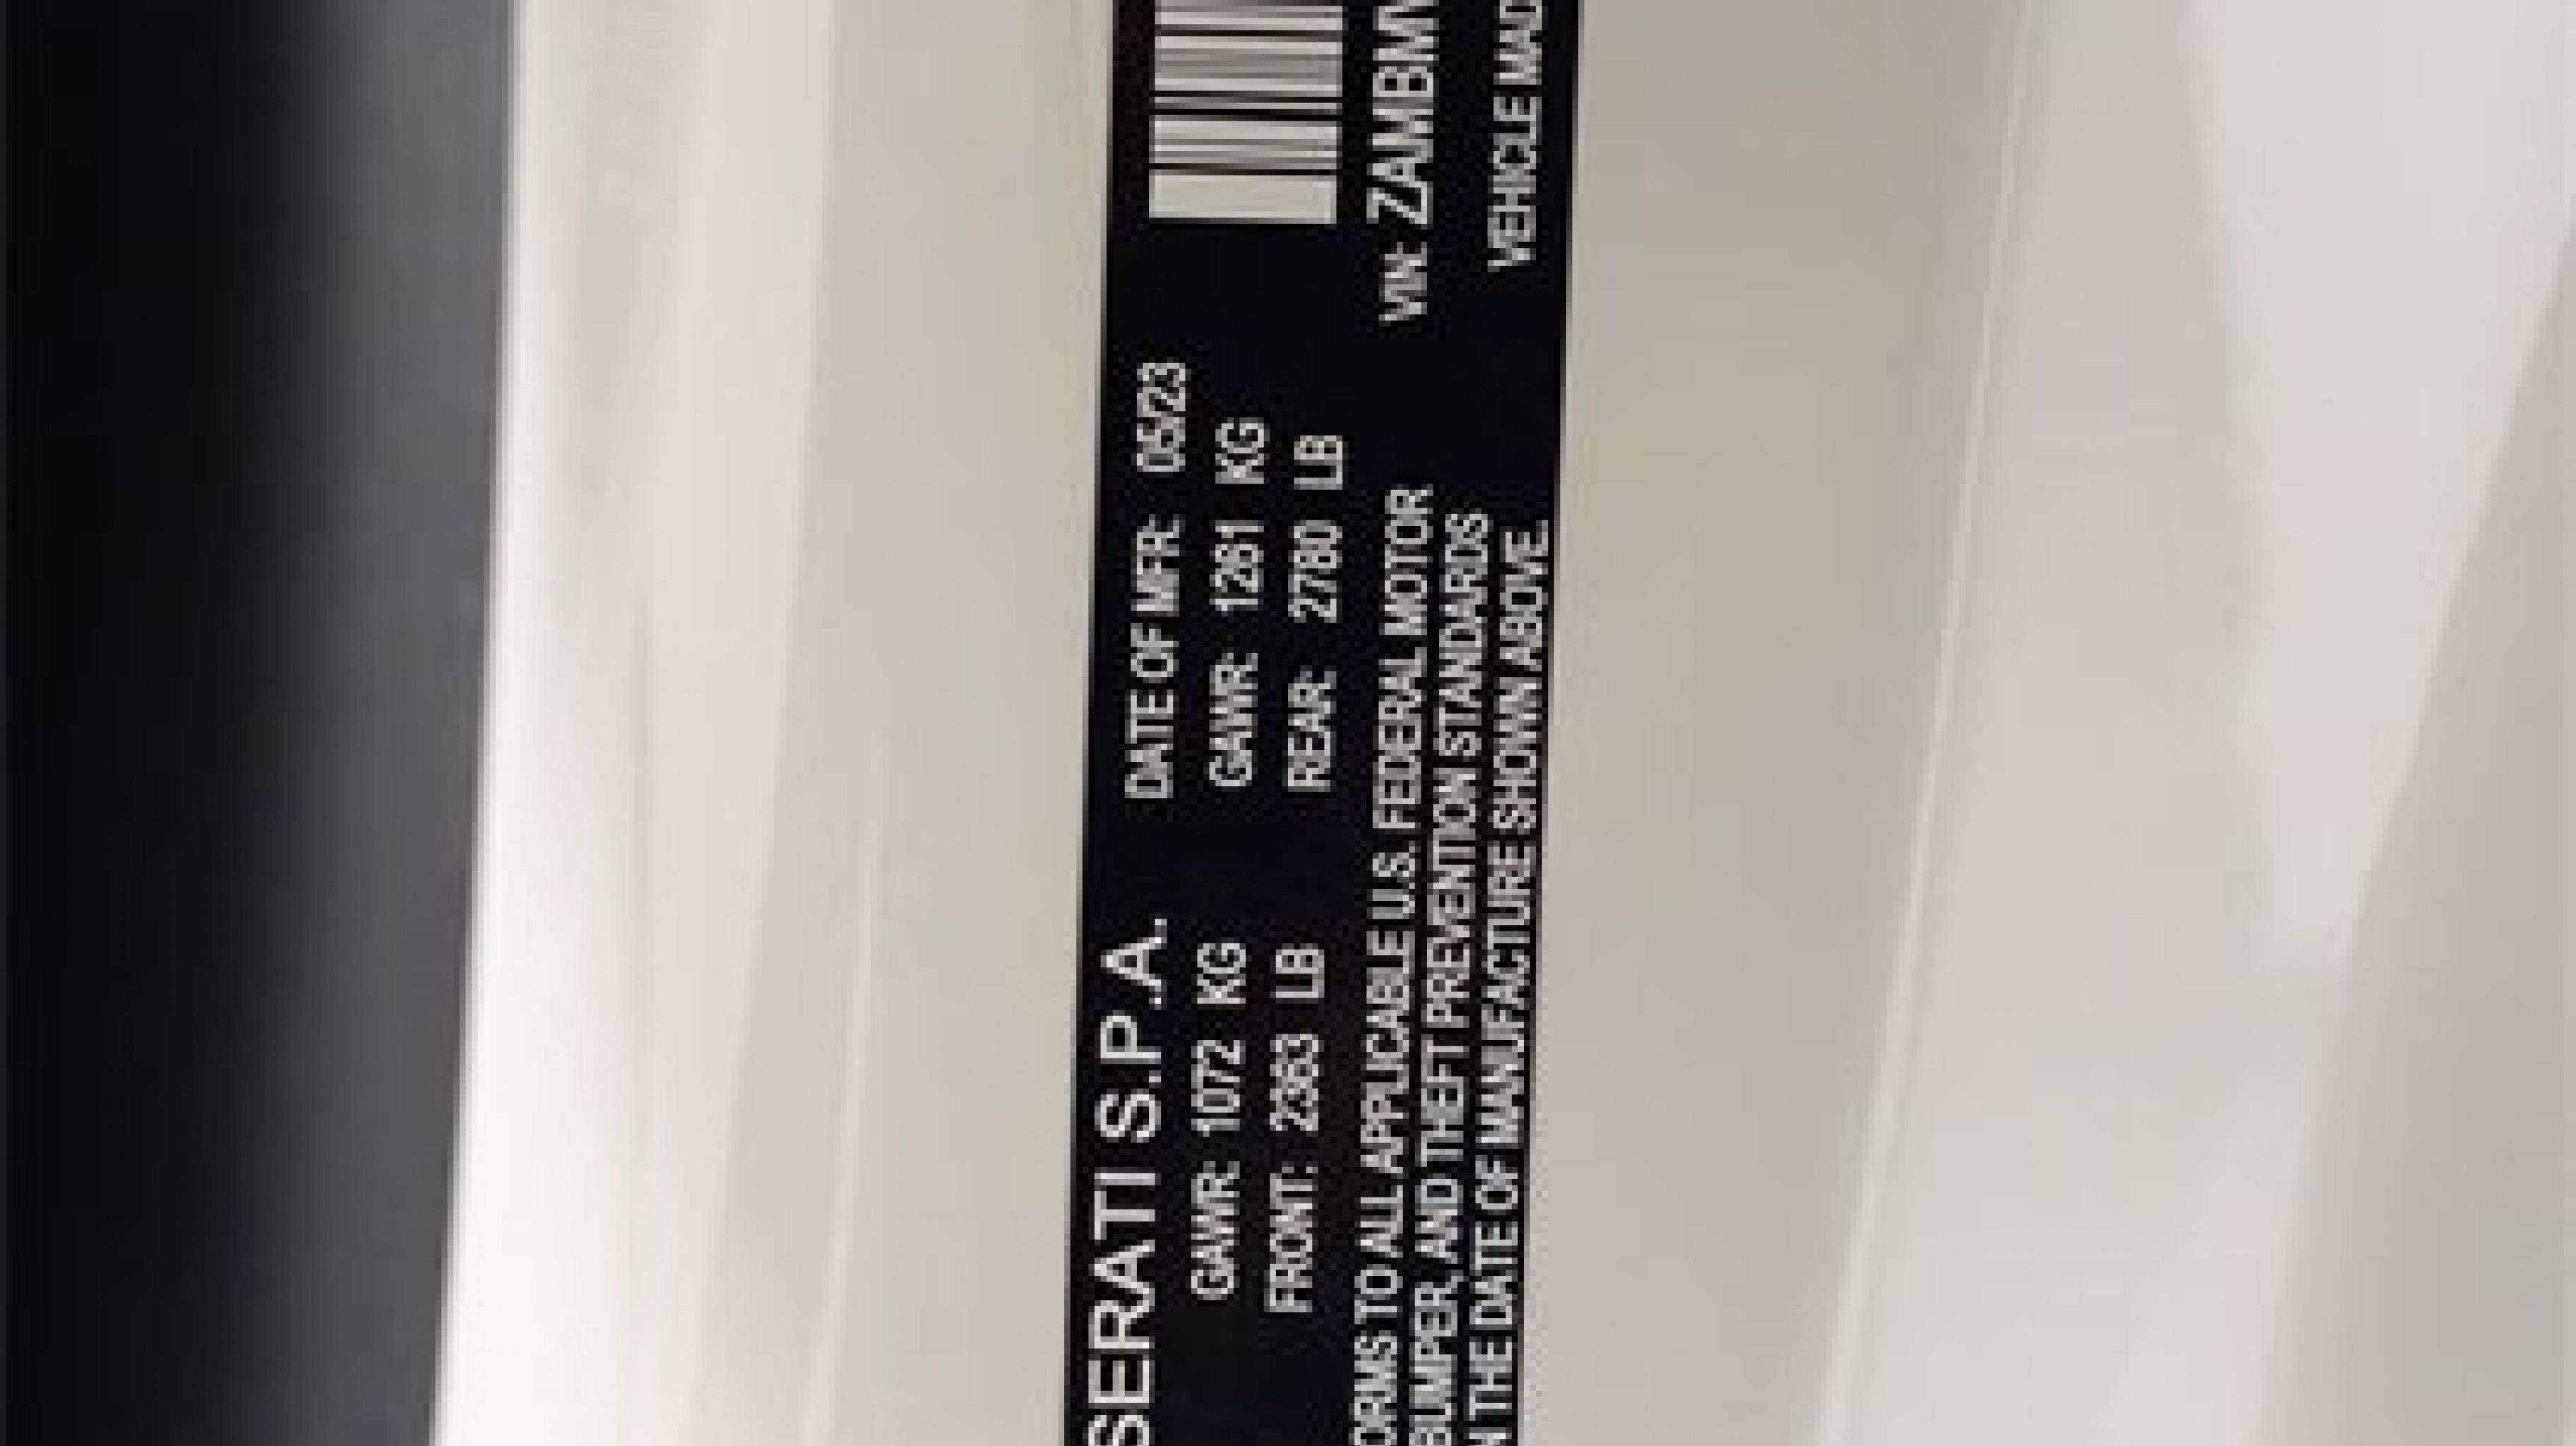 SERATI S.P.A.
DATE OF MFR: 05/23
GAWR: 1072 KG
GAWR: 1261 KG
FRONT: 2363 LB
REAR: 2780 LB
ORMS TO ALL APPLICABLE U.S. FEDERAL MOTOR
BUMPER, AND THEFT PREVENTION STANDARDS
N THE DATE OF MANUFACTURE SHOWN ABOVE.
VIN: ZAMBM
VEHICLE MAD